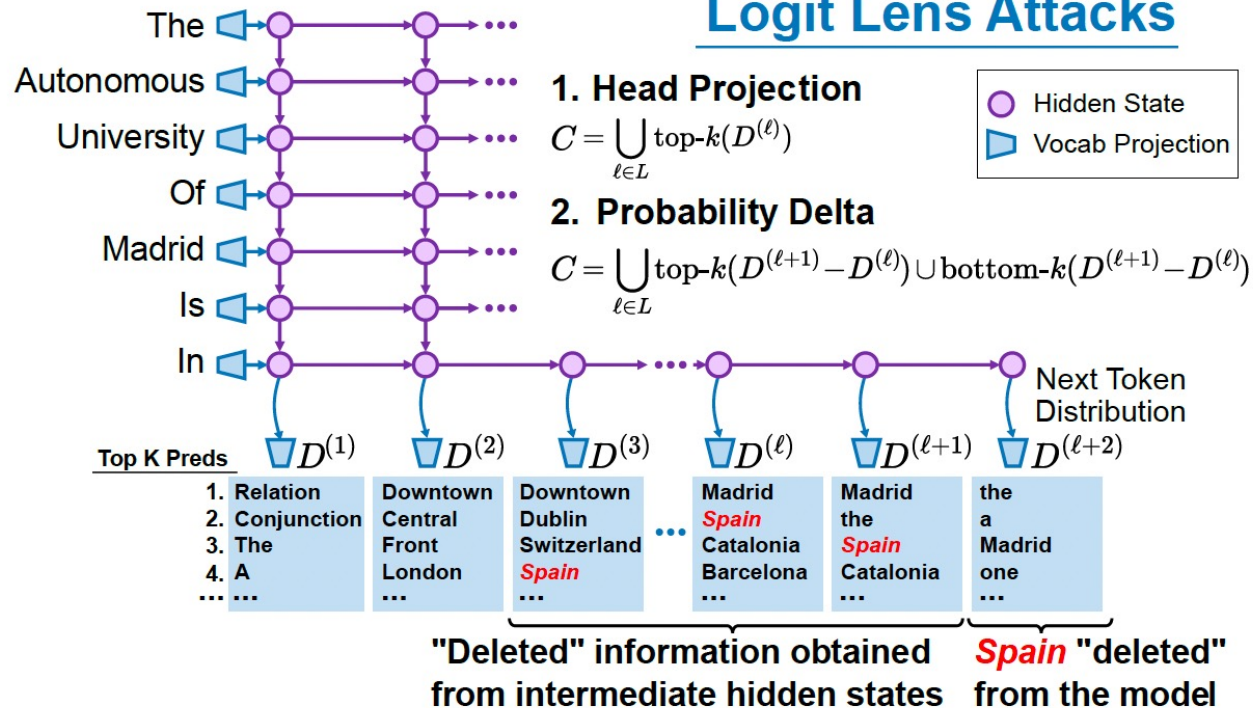 Logit Lens Attacks
The
Autonomous
University
Of
Madrid
Is
In
1. Head Projection
C = ⋃_{ℓ∈L} top-k(D^{(ℓ)})
2. Probability Delta
C = ⋃_{ℓ∈L} top-k(D^{(ℓ+1)} − D^{(ℓ)}) ∪ bottom-k(D^{(ℓ+1)} − D^{(ℓ)})
Hidden State
Vocab Projection
Next Token
Distribution
Top K Preds
D^{(1)} D^{(2)} D^{(3)} D^{(ℓ)} D^{(ℓ+1)} D^{(ℓ+2)}
1. Relation Downtown Downtown Madrid Madrid the
2. Conjunction Central Dublin Spain the a
3. The Front Switzerland Catalonia Spain Madrid
4. A London Spain Barcelona Catalonia one
... ... ... ... ... ... ...
"Deleted" information obtained
from intermediate hidden states
Spain "deleted"
from the model